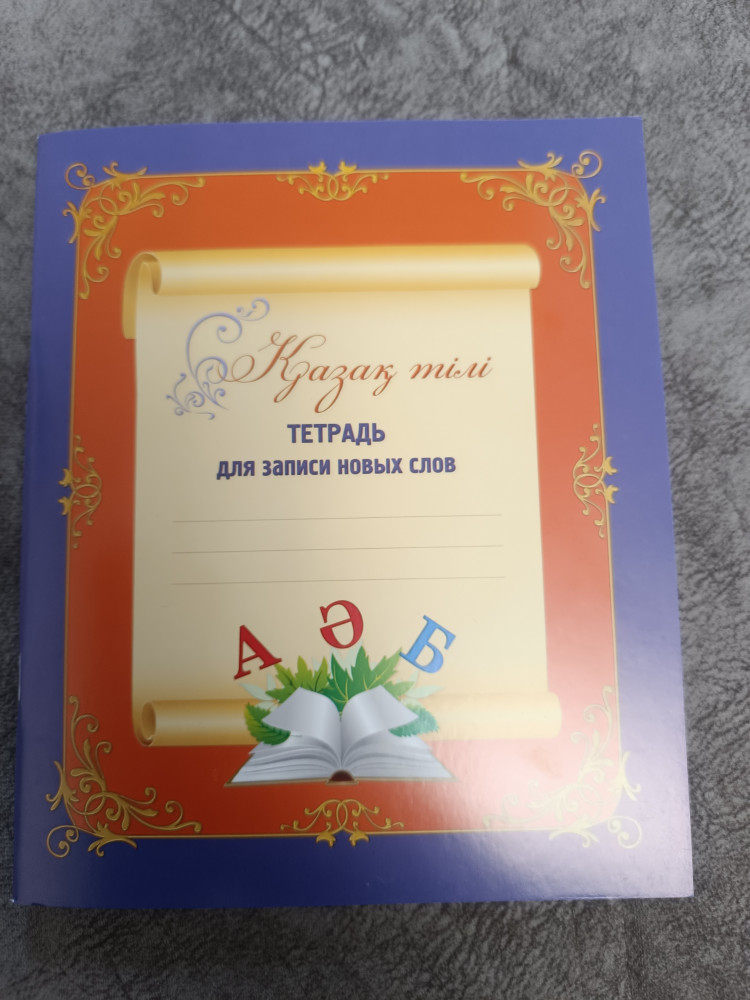 Қазақ тілі
ТЕТРАДЬ
для записи новых слов
А Ә Б